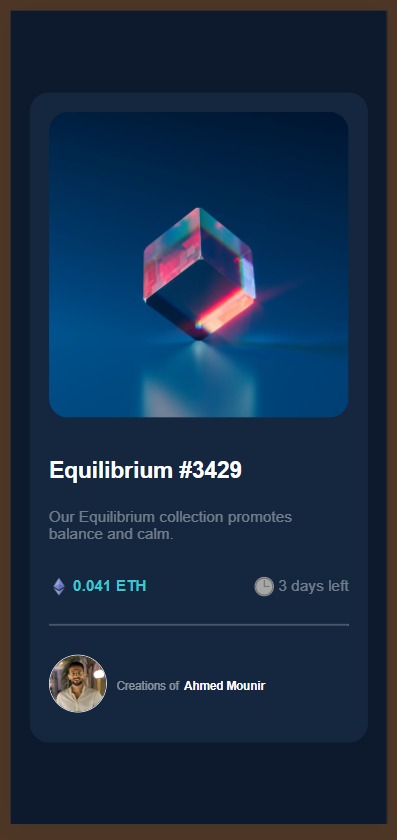 Equilibrium #3429
Our Equilibrium collection promotes
balance and calm.
0.041 ETH
3 days left
Creations of Ahmed Mounir